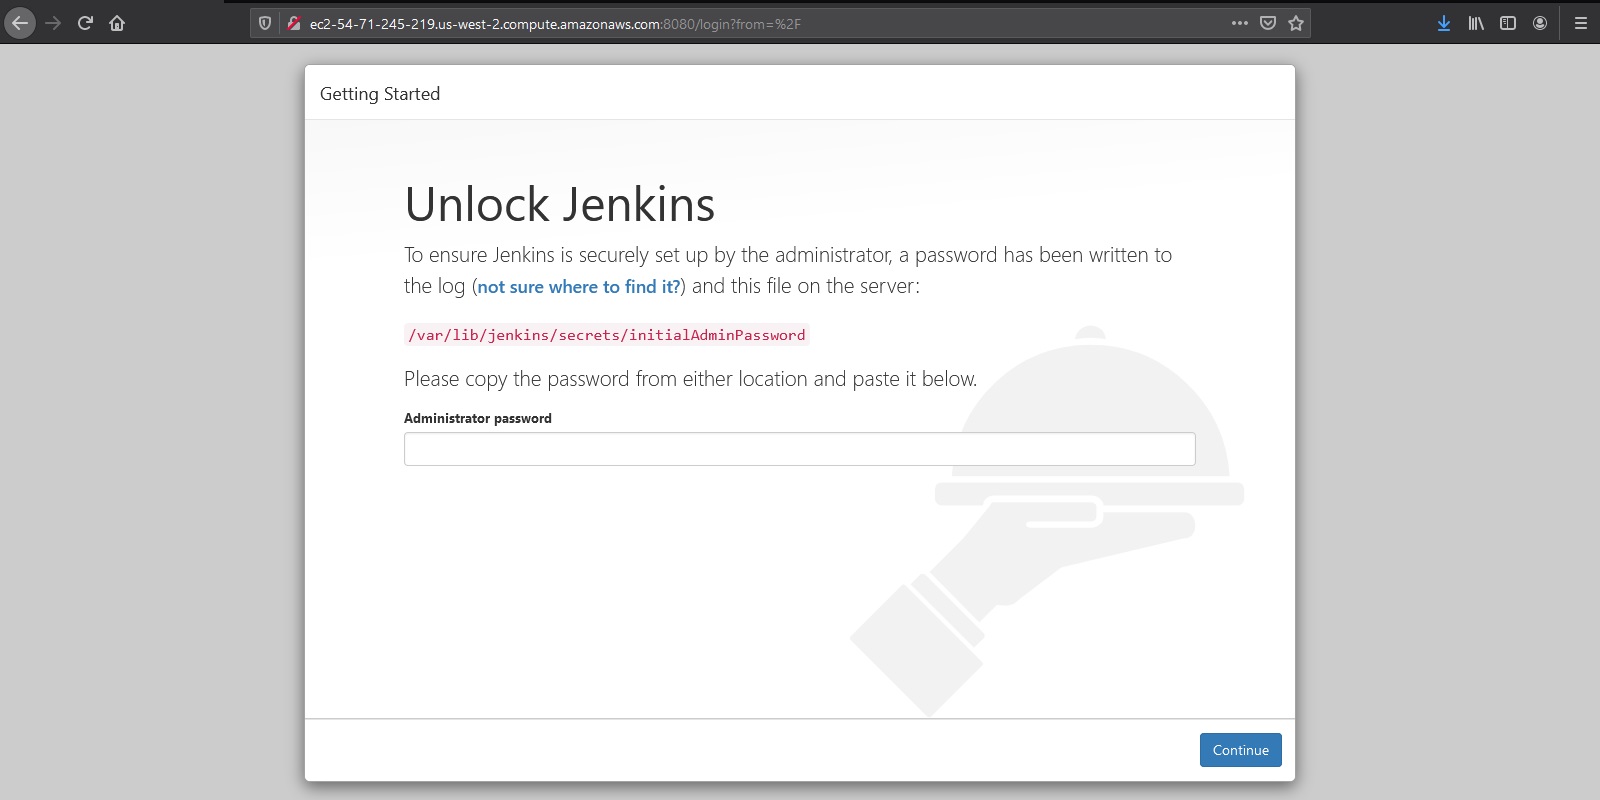 ec2-54-71-245-219.us-west-2.compute.amazonaws.com:8080/login?from=%2F
Getting Started
Unlock Jenkins
To ensure Jenkins is securely set up by the administrator, a password has been written to
the log (not sure where to find it?) and this file on the server:
/var/lib/jenkins/secrets/initialAdminPassword
Please copy the password from either location and paste it below.
Administrator password
Continue